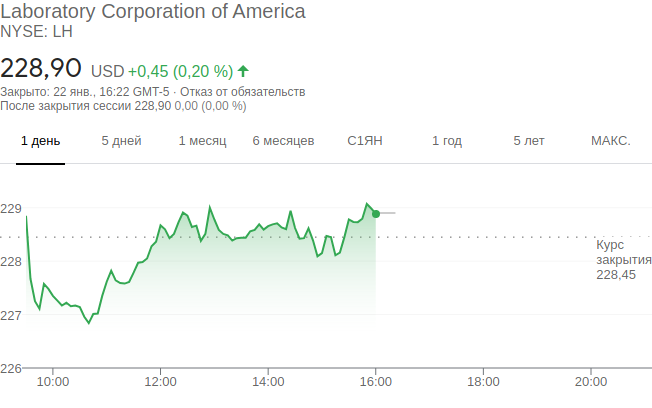 Laboratory Corporation of America
NYSE: LH
228,90 USD +0,45 (0,20 %)
Закрыто: 22 янв., 16:22 GMT-5 · Отказ от обязательств
После закрытия сессии 228,90 0,00 (0,00 %)
1 день 5 дней 1 месяц 6 месяцев С1ЯН 1 год 5 лет МАКС.
229
228
227
226
Курс
закрытия
228,45
10:00 12:00 14:00 16:00 18:00 20:00